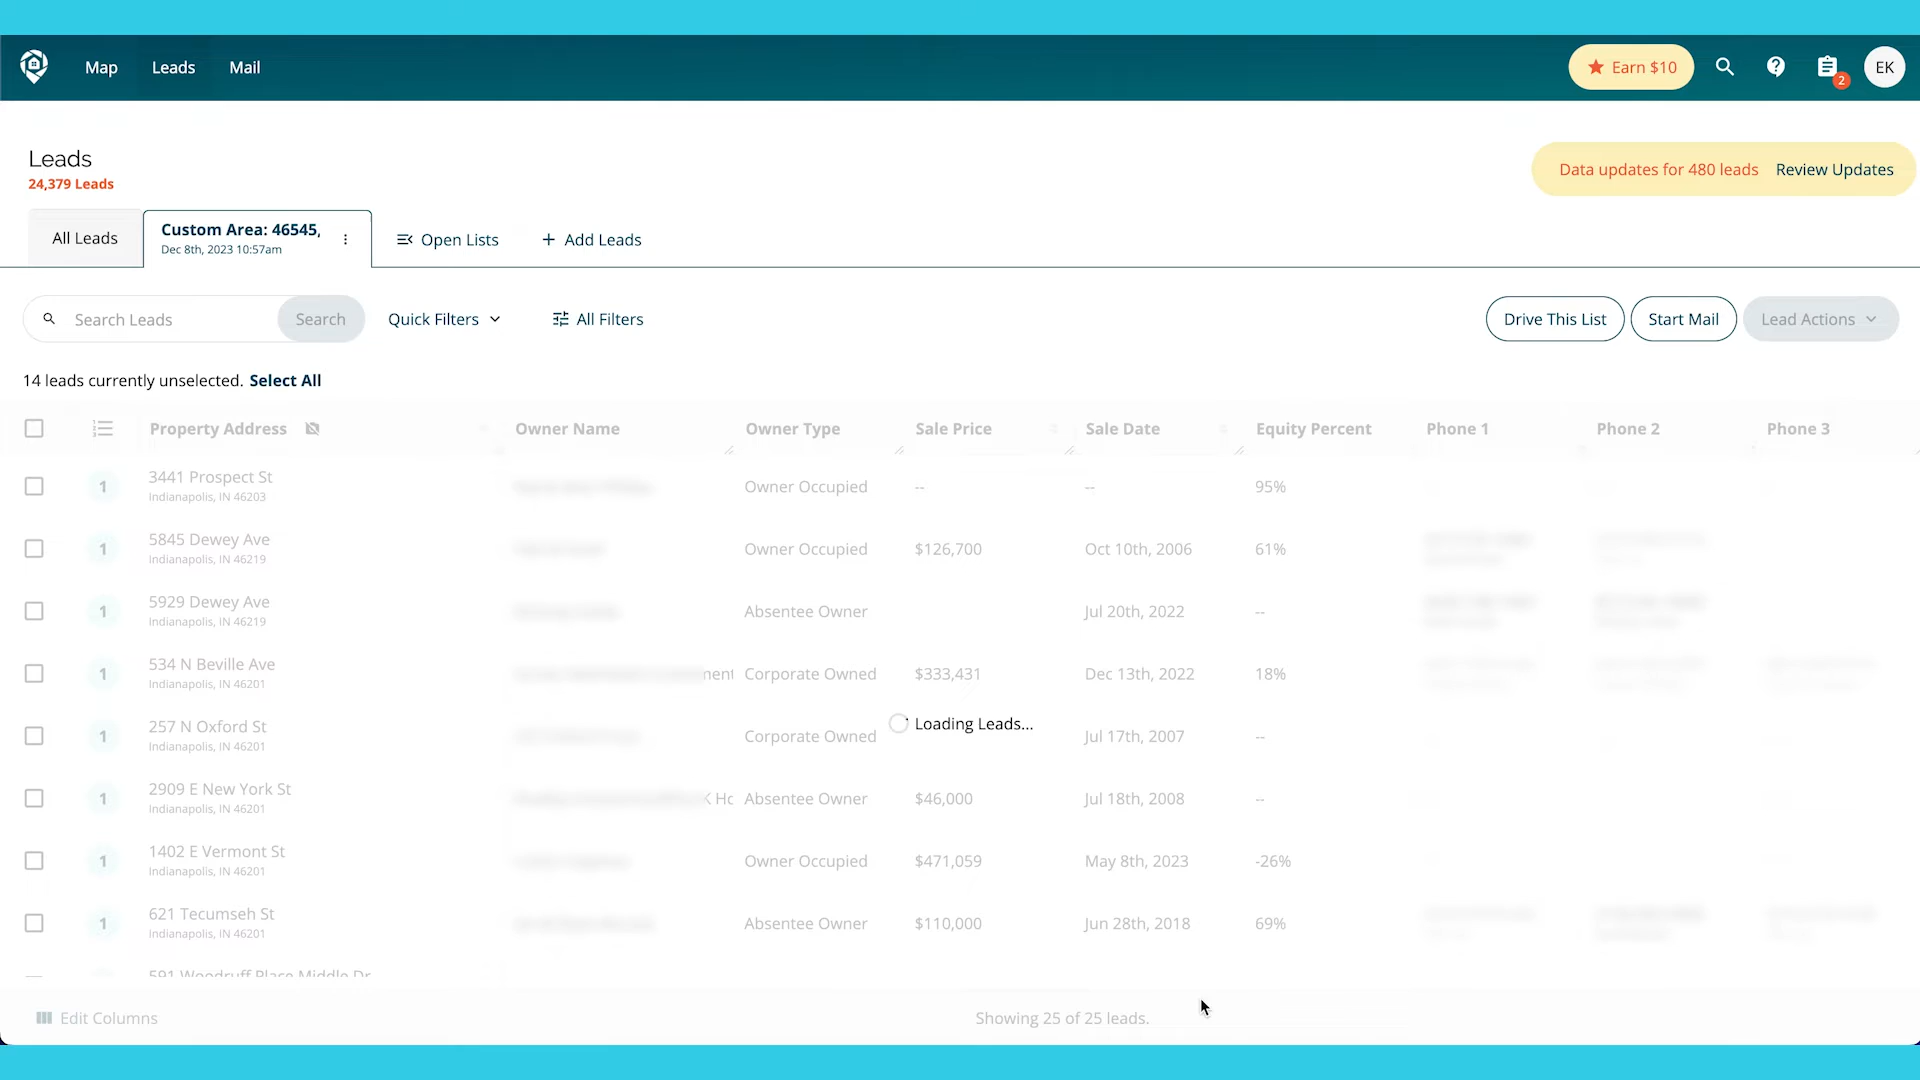 Map Leads Mail Earn $10 2 EK
Leads
24,379 Leads
Data updates for 480 leads Review Updates
All Leads
Custom Area: 46545,
Dec 8th, 2023 10:57am
Open Lists
+ Add Leads
Search Leads Search Quick Filters All Filters Drive This List Start Mail Lead Actions
14 leads currently unselected. Select All
Property Address Owner Name Owner Type Sale Price Sale Date Equity Percent Phone 1 Phone 2 Phone 3
1 3441 Prospect St Owner Occupied -- -- 95%
Indianapolis, IN 46203
1 5845 Dewey Ave Owner Occupied $126,700 Oct 10th, 2006 61%
Indianapolis, IN 46219
1 5929 Dewey Ave Absentee Owner Jul 20th, 2022 --
Indianapolis, IN 46219
1 534 N Beville Ave Corporate Owned $333,431 Dec 13th, 2022 18%
Indianapolis, IN 46201
Loading Leads...
1 257 N Oxford St Corporate Owned Jul 17th, 2007 --
Indianapolis, IN 46201
1 2909 E New York St Absentee Owner $46,000 Jul 18th, 2008 --
Indianapolis, IN 46201
1 1402 E Vermont St Owner Occupied $471,059 May 8th, 2023 -26%
Indianapolis, IN 46201
1 621 Tecumseh St Absentee Owner $110,000 Jun 28th, 2018 69%
Indianapolis, IN 46201
591 Woodruff Place Middle Dr
Edit Columns Showing 25 of 25 leads.